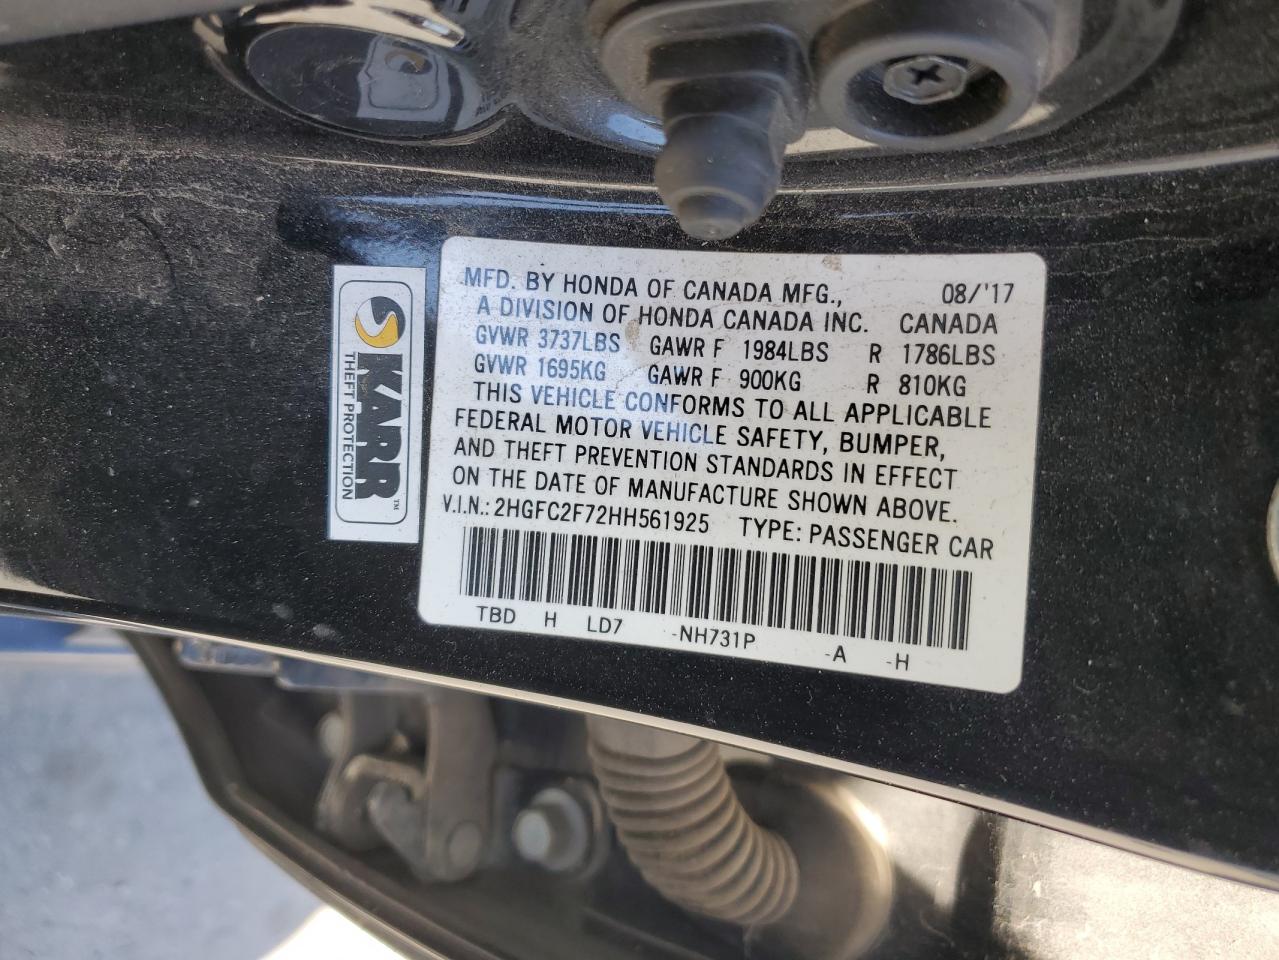 MFD. BY HONDA OF CANADA MFG., 08/'17
A DIVISION OF HONDA CANADA INC. CANADA
GVWR 3737LBS GAWR F 1984LBS R 1786LBS
GVWR 1695KG GAWR F 900KG R 810KG
THIS VEHICLE CONFORMS TO ALL APPLICABLE
FEDERAL MOTOR VEHICLE SAFETY, BUMPER,
AND THEFT PREVENTION STANDARDS IN EFFECT
ON THE DATE OF MANUFACTURE SHOWN ABOVE.
V.I.N.: 2HGFC2F72HH561925 TYPE: PASSENGER CAR
TBD H LD7 -NH731P -A -H
KARR™
THEFT PROTECTION